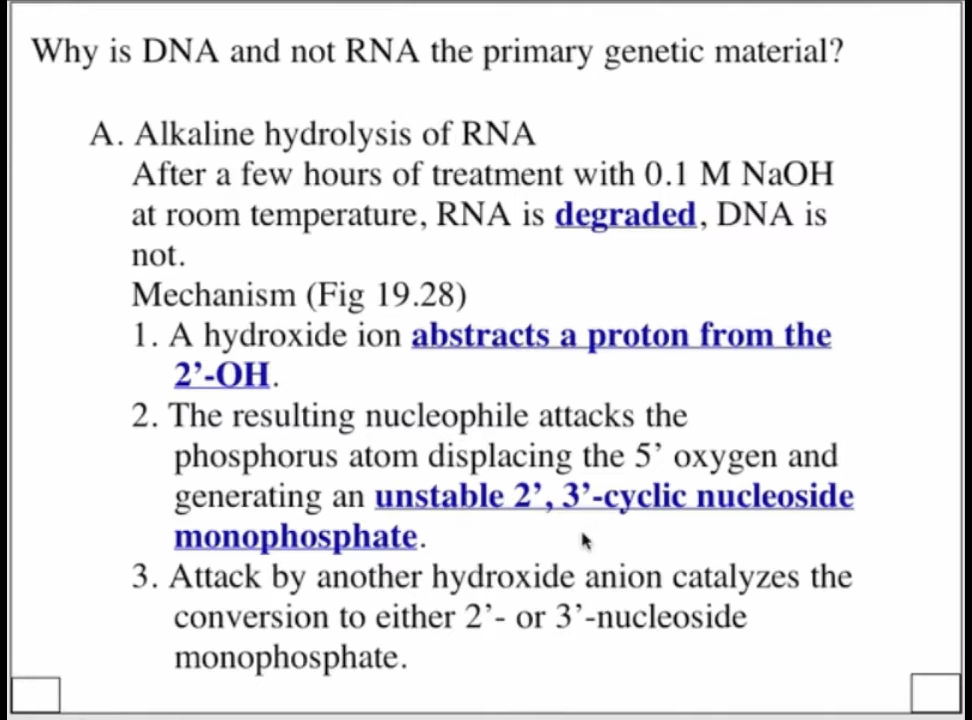 Why is DNA and not RNA the primary genetic material?
A. Alkaline hydrolysis of RNA
After a few hours of treatment with 0.1 M NaOH
at room temperature, RNA is degraded, DNA is
not.
Mechanism (Fig 19.28)
1. A hydroxide ion abstracts a proton from the
2’-OH.
2. The resulting nucleophile attacks the
phosphorus atom displacing the 5’ oxygen and
generating an unstable 2’, 3’-cyclic nucleoside
monophosphate.
3. Attack by another hydroxide anion catalyzes the
conversion to either 2’- or 3’-nucleoside
monophosphate.